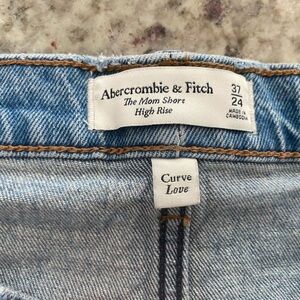 Abercrombie & Fitch
The Mom Short
High Rise
37
24
MADE IN
CAMBODIA
Curve
Love